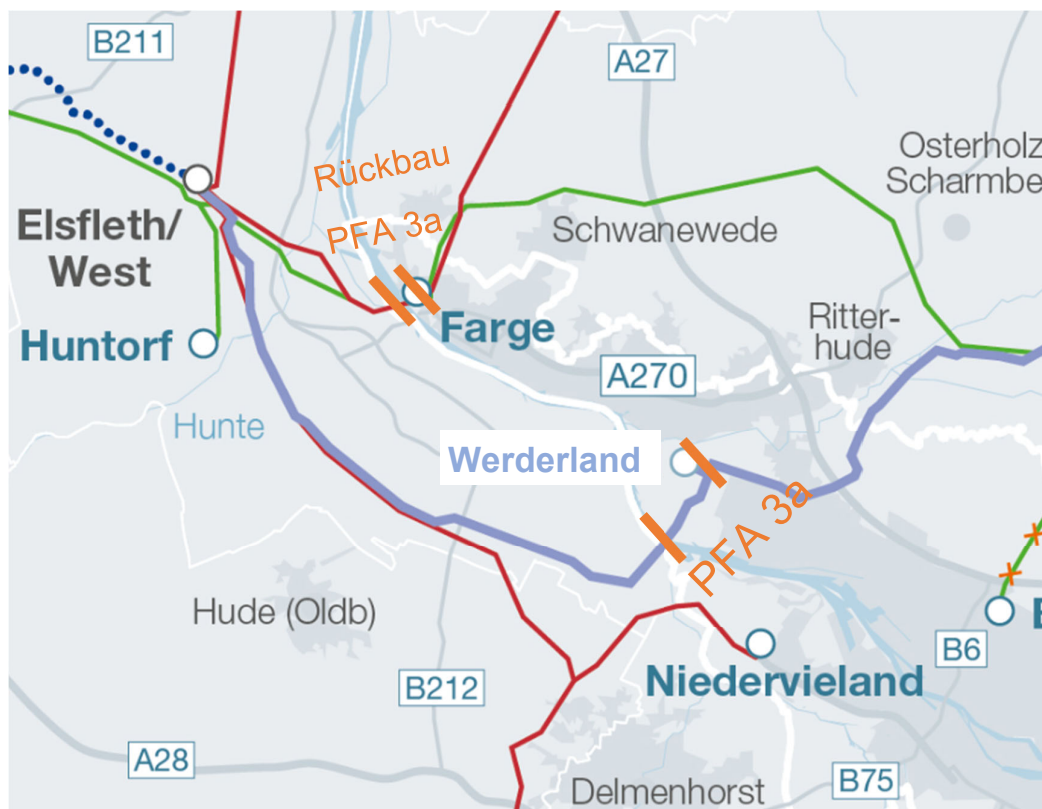 B211
A27
Rückbau
Osterholz
Scharmbe
PFA 3a
Elsfleth/
West
Schwanewede
Huntorf
Farge
Ritter-
hude
A270
Hunte
Werderland
PFA 3a
Hude (Oldb)
B6
Niedervieland
B212
A28
B75
Delmenhorst